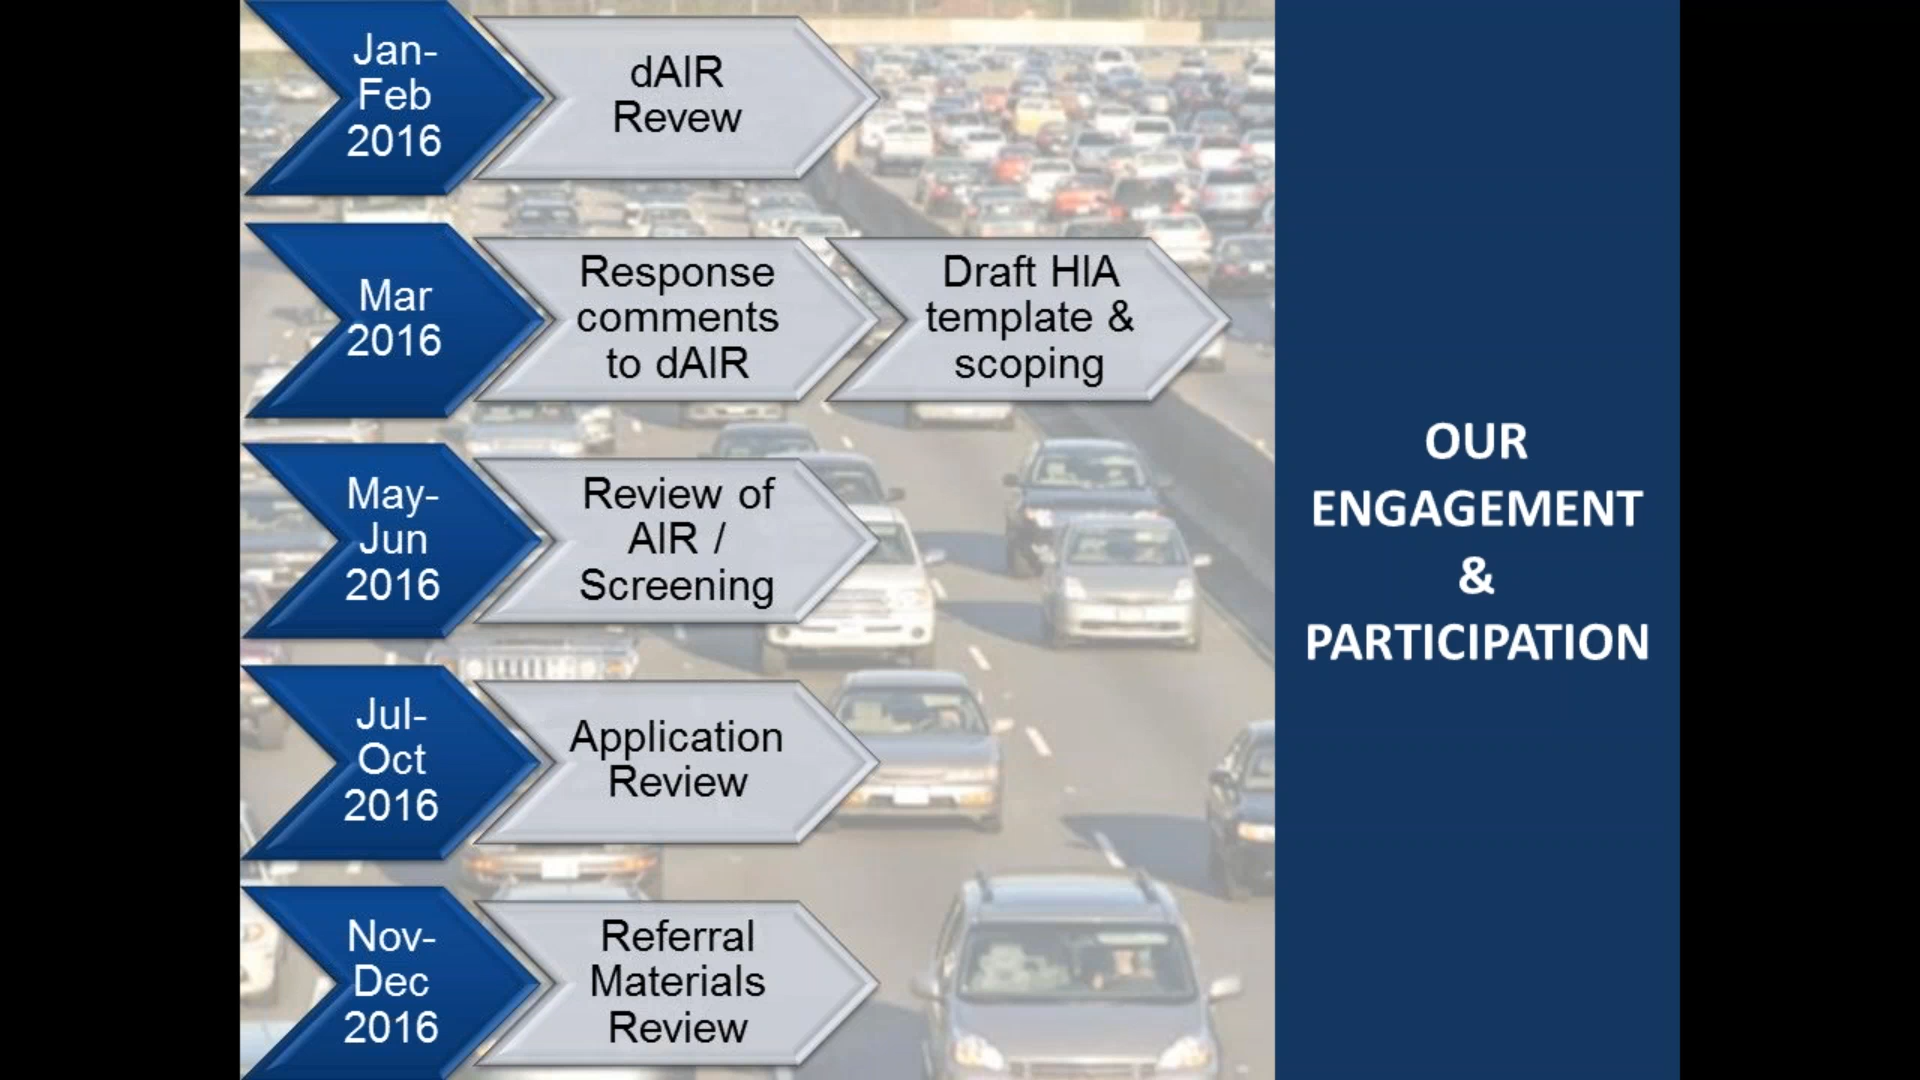 Jan-
Feb
2016
dAIR
Revew
Mar
2016
Response
comments
to dAIR
Draft HIA
template &
scoping
May-
Jun
2016
Review of
AIR /
Screening
Jul-
Oct
2016
Application
Review
Nov-
Dec
2016
Referral
Materials
Review
OUR
ENGAGEMENT
&
PARTICIPATION